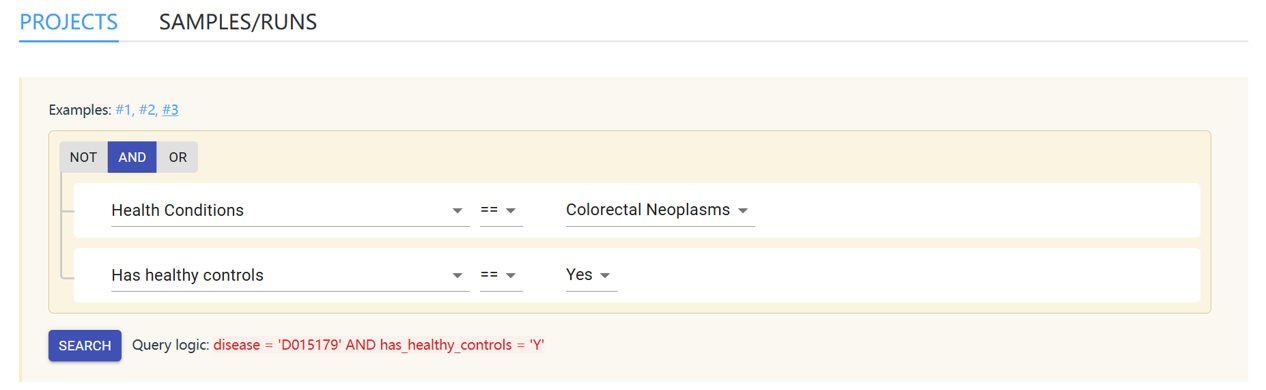 PROJECTS SAMPLES/RUNS
Examples: #1, #2, #3
NOT AND OR
Health Conditions == Colorectal Neoplasms
Has healthy controls == Yes
SEARCH Query logic: disease = 'D015179' AND has_healthy_controls = 'Y'